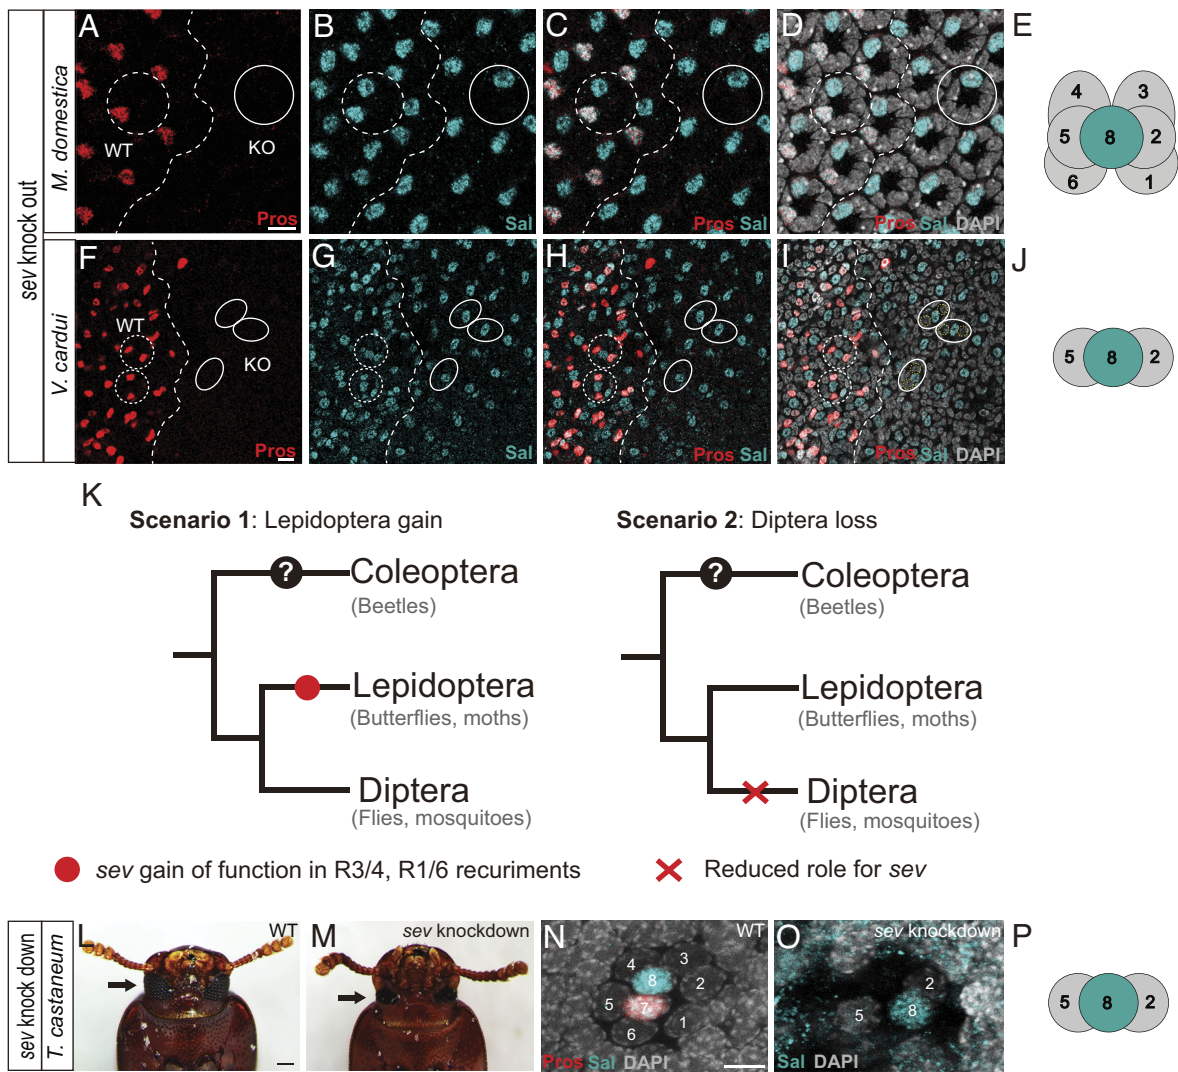 sev knock out
M. domestica
A
WT
KO
Pros
B
Sal
C
Pros Sal
D
Pros Sal DAPI
E
4
3
5
8
2
6
1
V. cardui
F
WT
KO
Pros
G
Sal
H
Pros Sal
I
Pros Sal DAPI
J
5
8
2
K
Scenario 1: Lepidoptera gain
Coleoptera
(Beetles)
?
Lepidoptera
(Butterflies, moths)
Diptera
(Flies, mosquitoes)
Scenario 2: Diptera loss
?
Coleoptera
(Beetles)
Lepidoptera
(Butterflies, moths)
Diptera
(Flies, mosquitoes)
sev gain of function in R3/4, R1/6 recuriments
Reduced role for sev
sev knock down
T. castaneum
L
WT
M
sev knockdown
N
WT
4
3
8
2
5
7
6
1
Pros Sal DAPI
O
sev knockdown
2
5
8
Sal DAPI
P
5
8
2